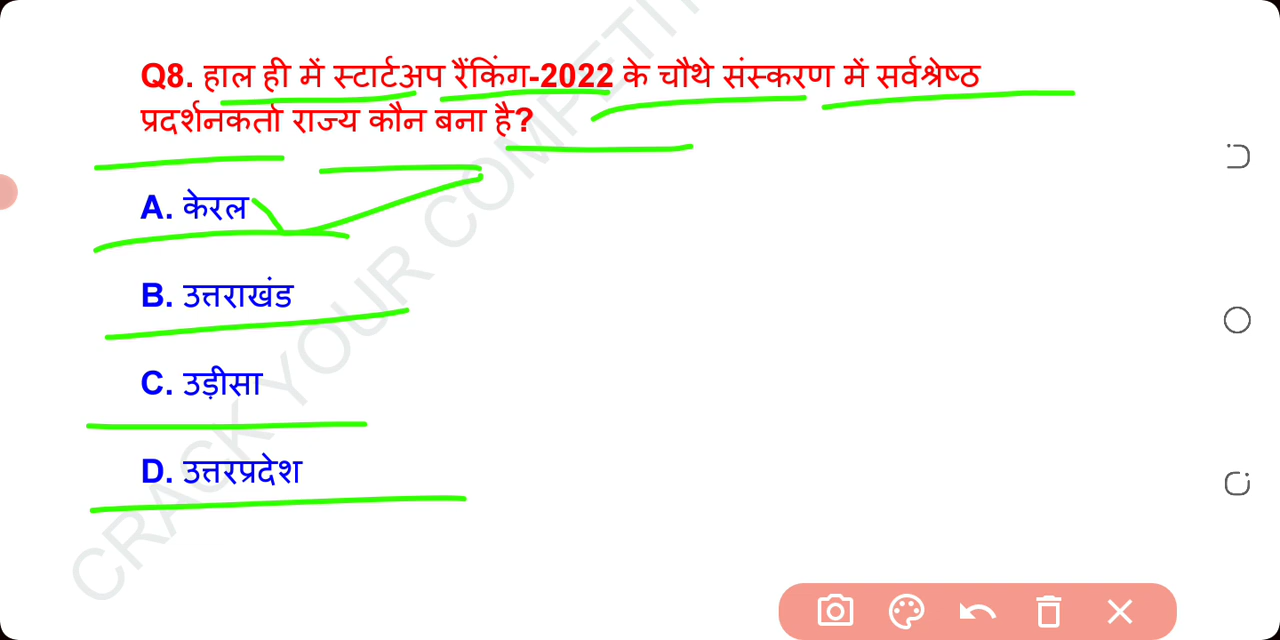 Q8. हाल ही में स्टार्टअप रैंकिंग-2022 के चौथे संस्करण में सर्वश्रेष्ठ
प्रदर्शनकर्ता राज्य कौन बना है?
A. केरल
B. उत्तराखंड
C. उड़ीसा
D. उत्तरप्रदेश
CRACK YOUR COMPETITI